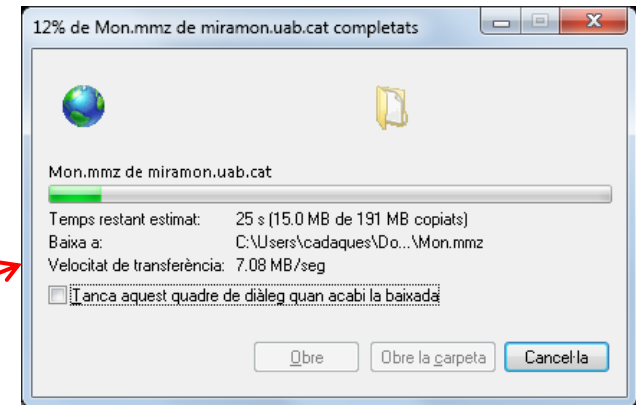 12% de Mon.mmz de miramon.uab.cat completats
Mon.mmz de miramon.uab.cat
Temps restant estimat: 25 s (15.0 MB de 191 MB copiats)
Baixa a: C:\Users\cadaques\Do...\Mon.mmz
Velocitat de transferència: 7.08 MB/seg
Tanca aquest quadre de diàleg quan acabi la baixada
Obre Obre la carpeta Cancel·la